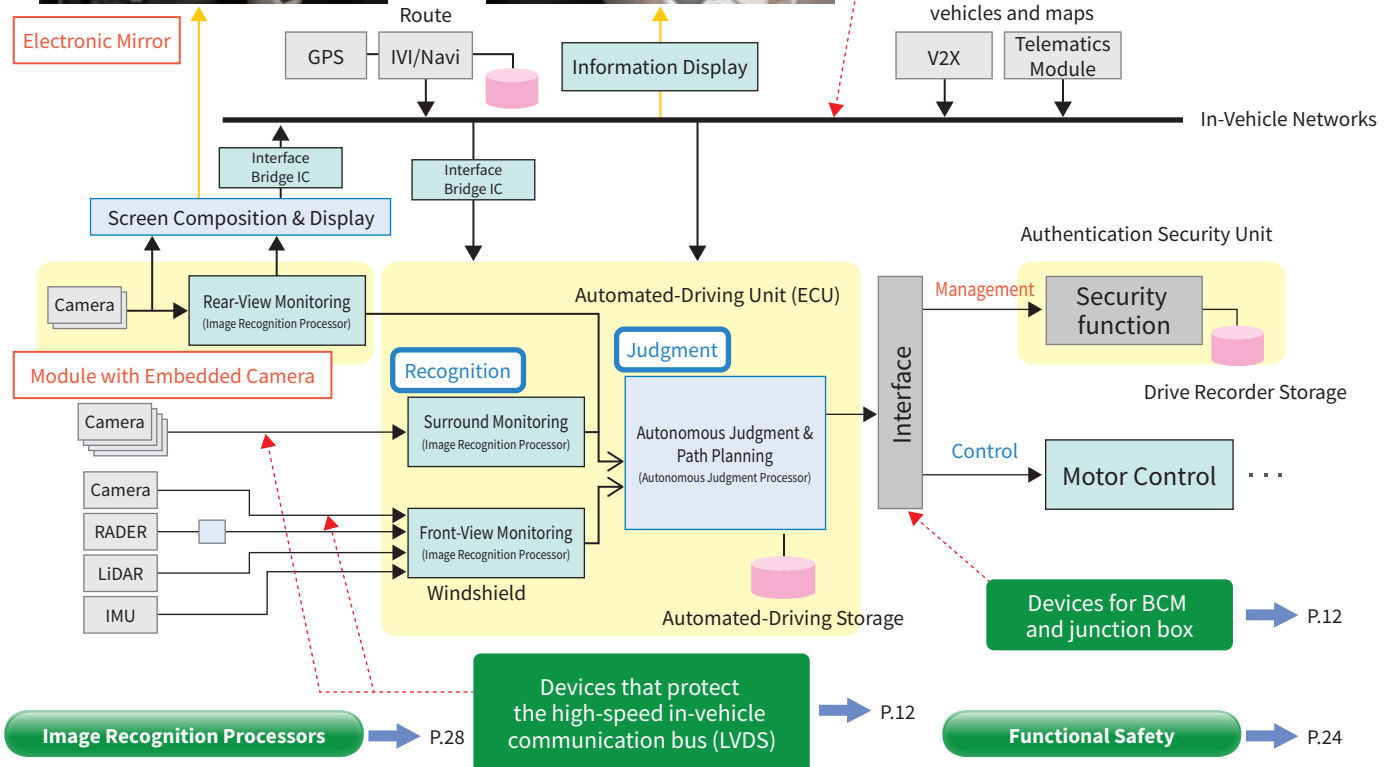 Route
vehicles and maps
Electronic Mirror
GPS
IVI/Navi
Information Display
V2X
Telematics
Module
In-Vehicle Networks
Interface
Bridge IC
Interface
Bridge IC
Screen Composition & Display
Authentication Security Unit
Camera
Rear-View Monitoring
(Image Recognition Processor)
Automated-Driving Unit (ECU)
Management
Security
function
Module with Embedded Camera
Recognition
Judgment
Interface
Drive Recorder Storage
Camera
Surround Monitoring
(Image Recognition Processor)
Autonomous Judgment &
Path Planning
(Autonomous Judgment Processor)
Control
Motor Control
...
Camera
RADER
LiDAR
IMU
Front-View Monitoring
(Image Recognition Processor)
Windshield
Automated-Driving Storage
Devices for BCM
and junction box
P.12
Devices that protect
the high-speed in-vehicle
communication bus (LVDS)
P.12
Image Recognition Processors
P.28
Functional Safety
P.24